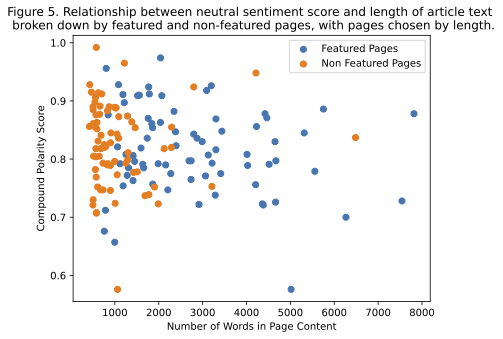 Figure 5. Relationship between neutral sentiment score and length of article text
broken down by featured and non-featured pages, with pages chosen by length.
Featured Pages
Non Featured Pages
Compound Polarity Score
1.0
0.9
0.8
0.7
0.6
1000 2000 3000 4000 5000 6000 7000 8000
Number of Words in Page Content